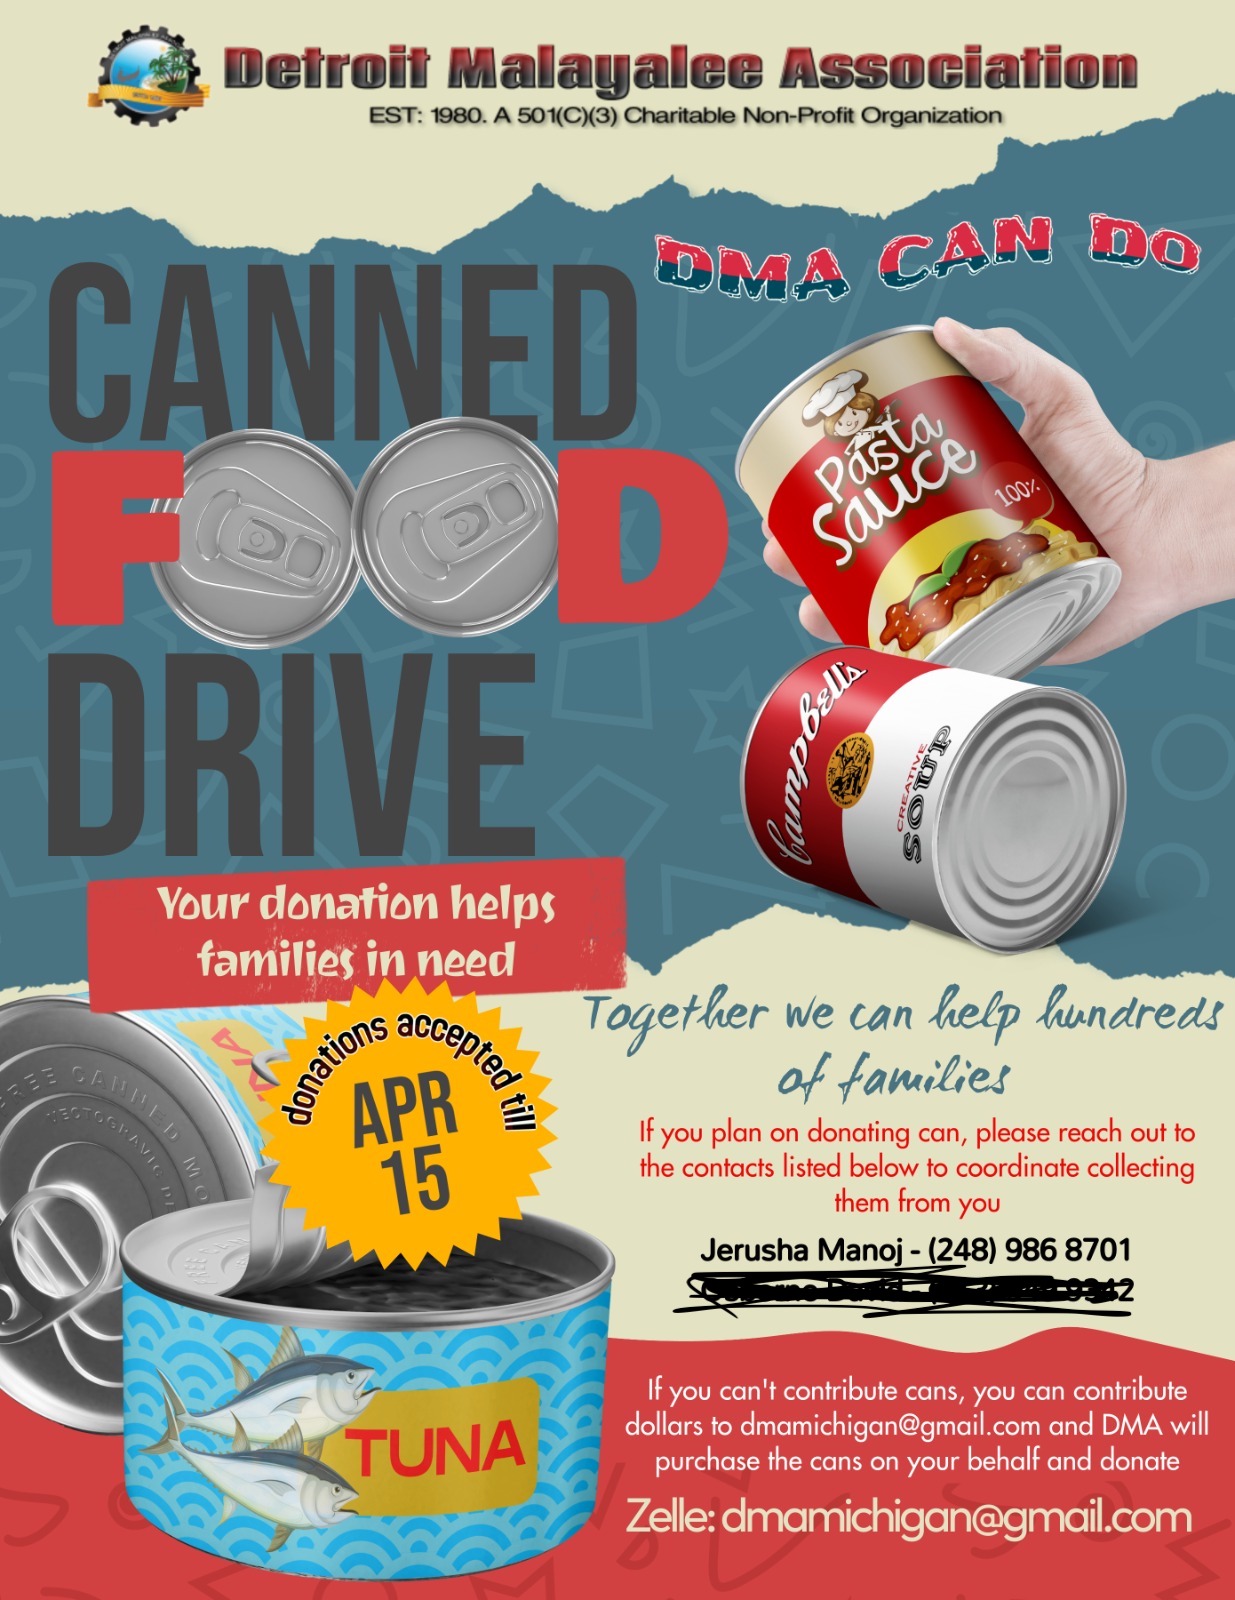 Detroit Malayalee Association
EST: 1980. A 501(C)(3) Charitable Non-Profit Organization
DMA CAN DO
CANNED
FOOD
DRIVE
Pasta
Sauce
100%
Campbell's
CREATIVE
SOUP
Your donation helps
families in need
donations accepted till
APR
15
Together we can help hundreds
of families
If you plan on donating can, please reach out to
the contacts listed below to coordinate collecting
them from you
Jerusha Manoj - (248) 986 8701
If you can't contribute cans, you can contribute
dollars to dmamichigan@gmail.com and DMA will
purchase the cans on your behalf and donate
Zelle: dmamichigan@gmail.com
FREE CANNED MO
TUNA